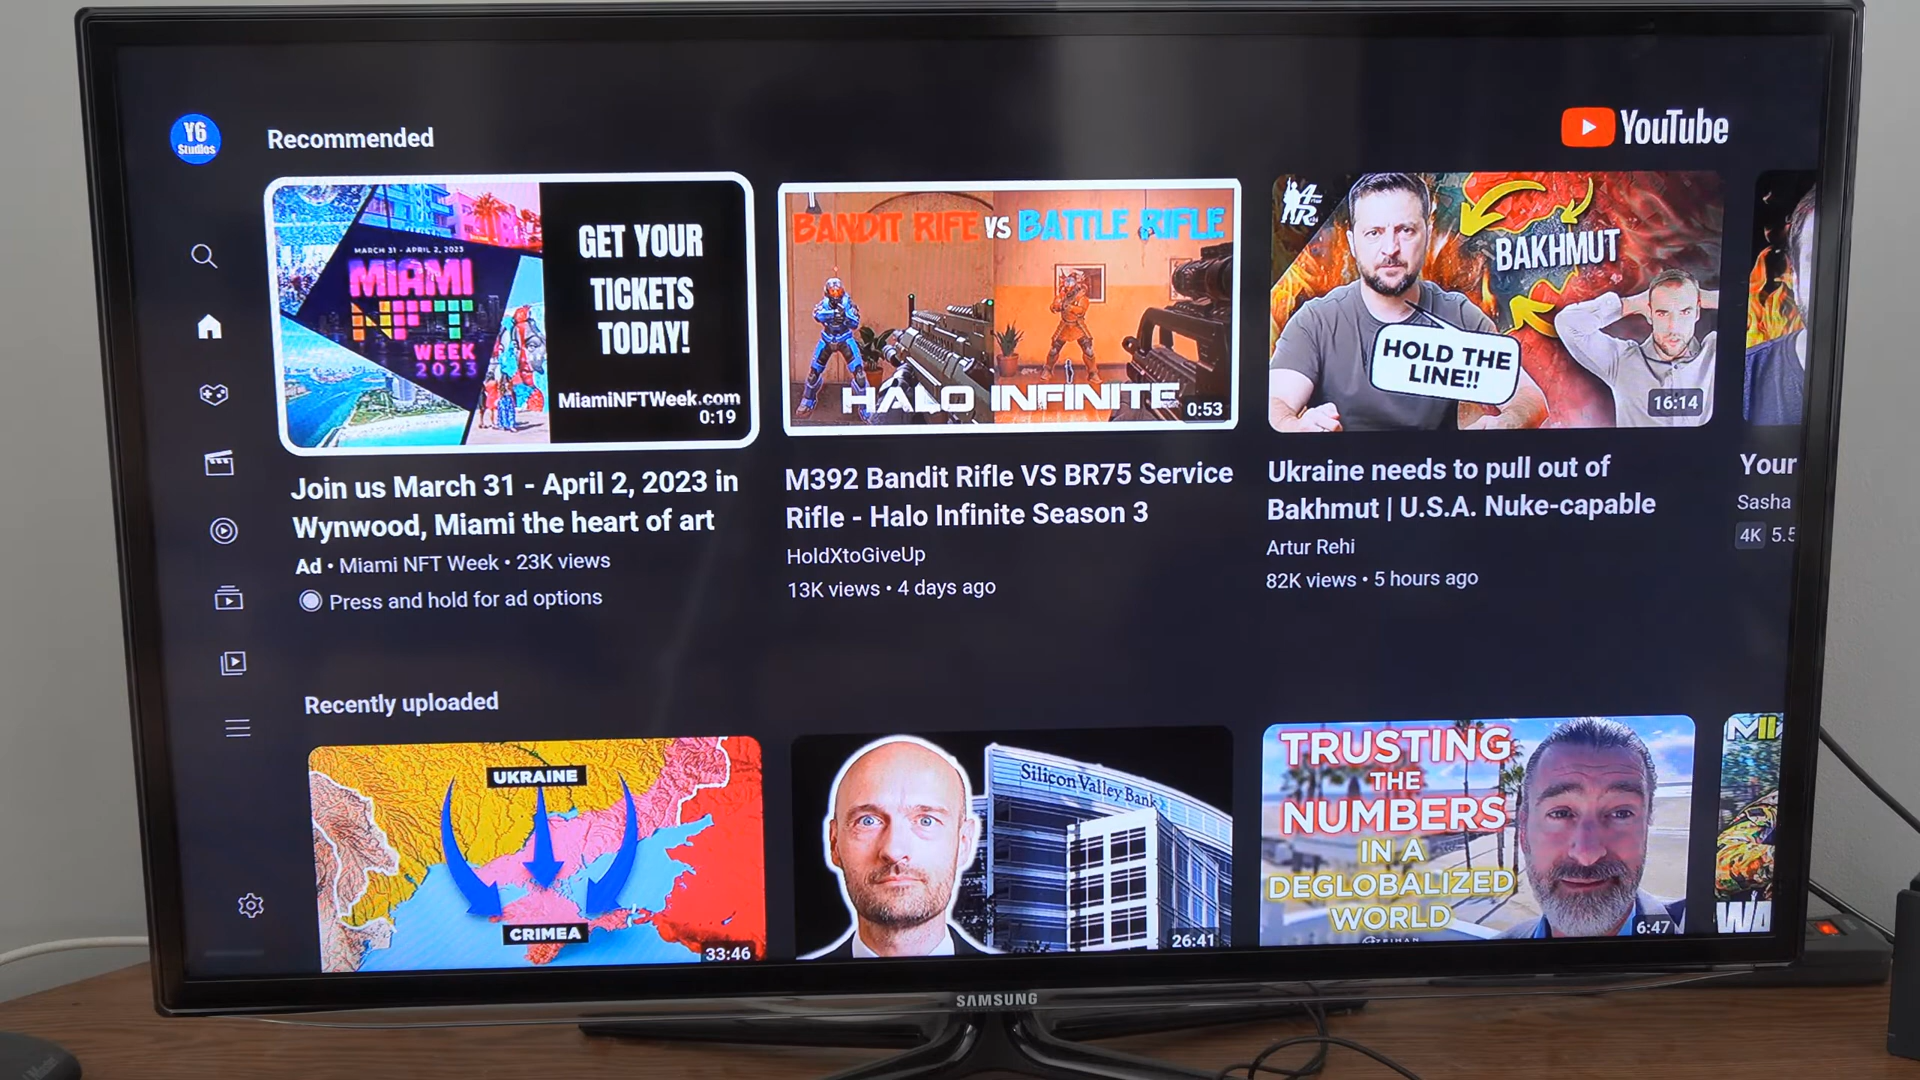 Y6
Studios
Recommended
YouTube
MARCH 31 - APRIL 2, 2023
MIAMI
NFT
WEEK
2023
GET YOUR
TICKETS
TODAY!
MiamiNFTWeek.com
0:19
BANDIT RIFE VS BATTLE RIFLE
HALO INFINITE
0:53
BAKHMUT
HOLD THE
LINE!!
16:14
Join us March 31 - April 2, 2023 in
Wynwood, Miami the heart of art
Ad • Miami NFT Week • 23K views
Press and hold for ad options
M392 Bandit Rifle VS BR75 Service
Rifle - Halo Infinite Season 3
HoldXtoGiveUp
13K views • 4 days ago
Ukraine needs to pull out of
Bakhmut | U.S.A. Nuke-capable
Artur Rehi
82K views • 5 hours ago
Your
Sasha
4K 5.5
Recently uploaded
UKRAINE
CRIMEA
33:46
Silicon Valley Bank
26:41
TRUSTING
THE
NUMBERS
IN A
DEGLOBALIZED
WORLD
6:47
SAMSUNG